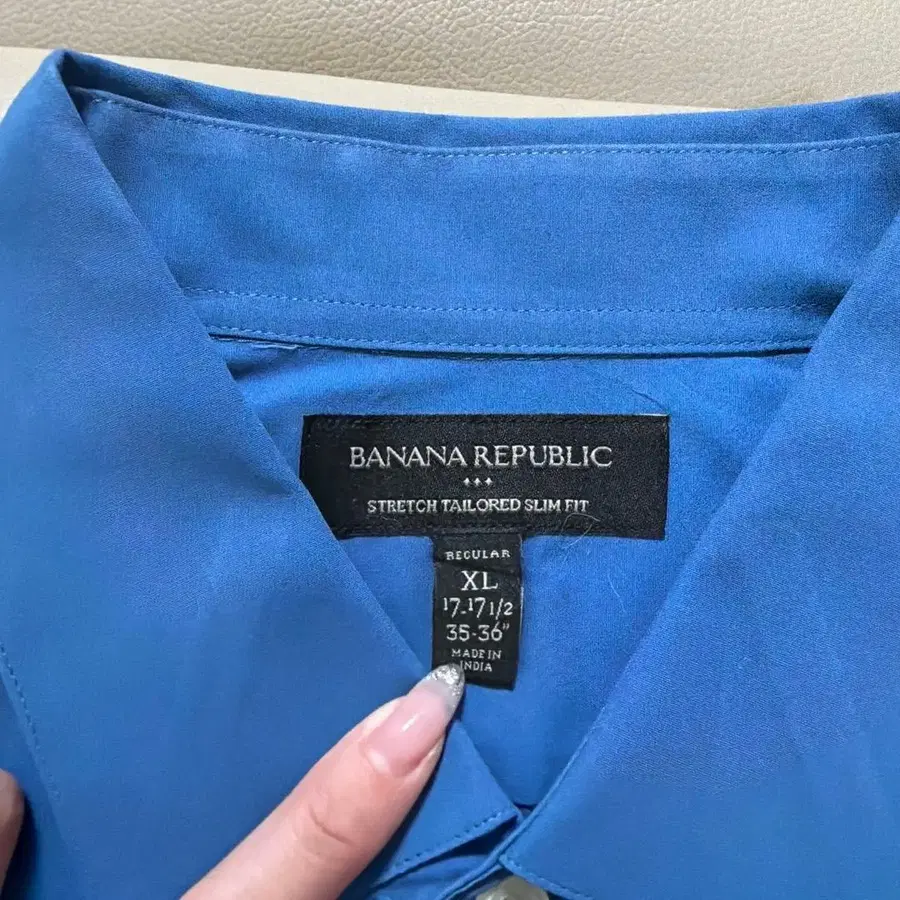 BANANA REPUBLIC
STRETCH TAILORED SLIM FIT
REGULAR
XL
17-17 1/2
35-36"
MADE IN
INDIA